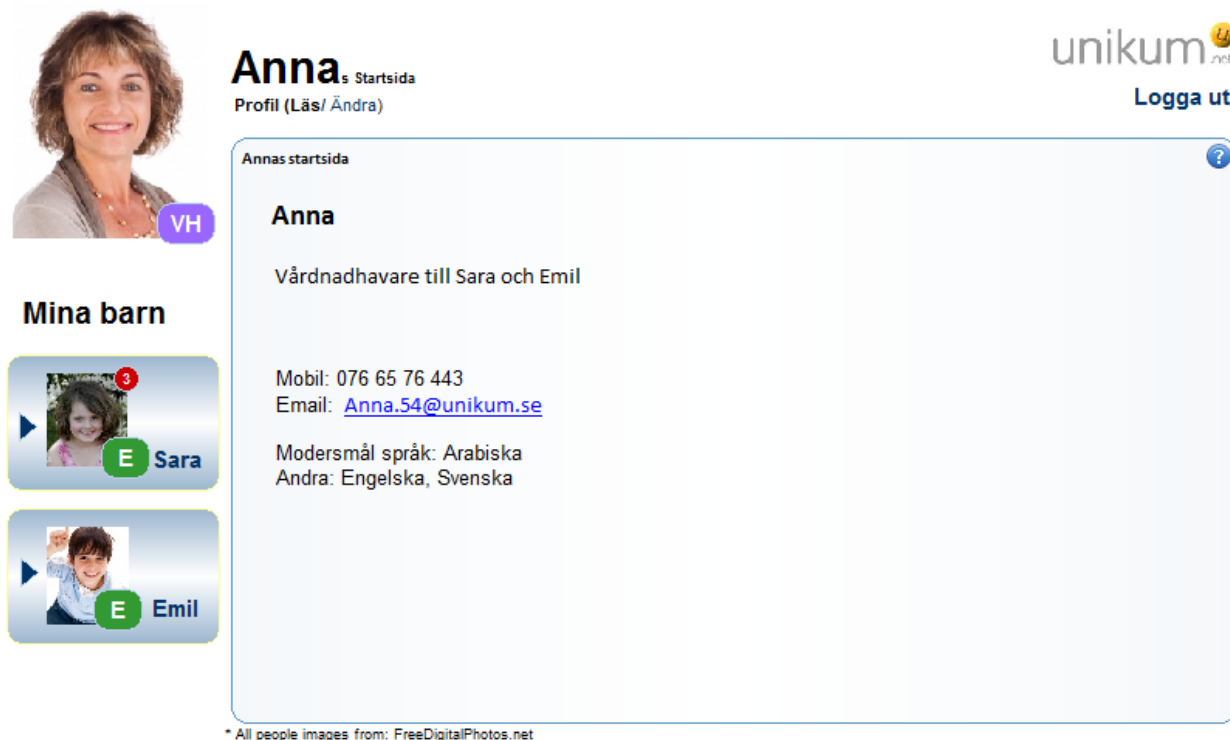 unikum
Annas Startsida
Profil (Läs/ Ändra)
Logga ut
Annas startsida
?
VH
Anna
Vårdnadhavare till Sara och Emil
Mina barn
Mobil: 076 65 76 443
Email: Anna.54@unikum.se
Modersmål språk: Arabiska
Andra: Engelska, Svenska
3
E Sara
E Emil
* All people images from: FreeDigitalPhotos.net